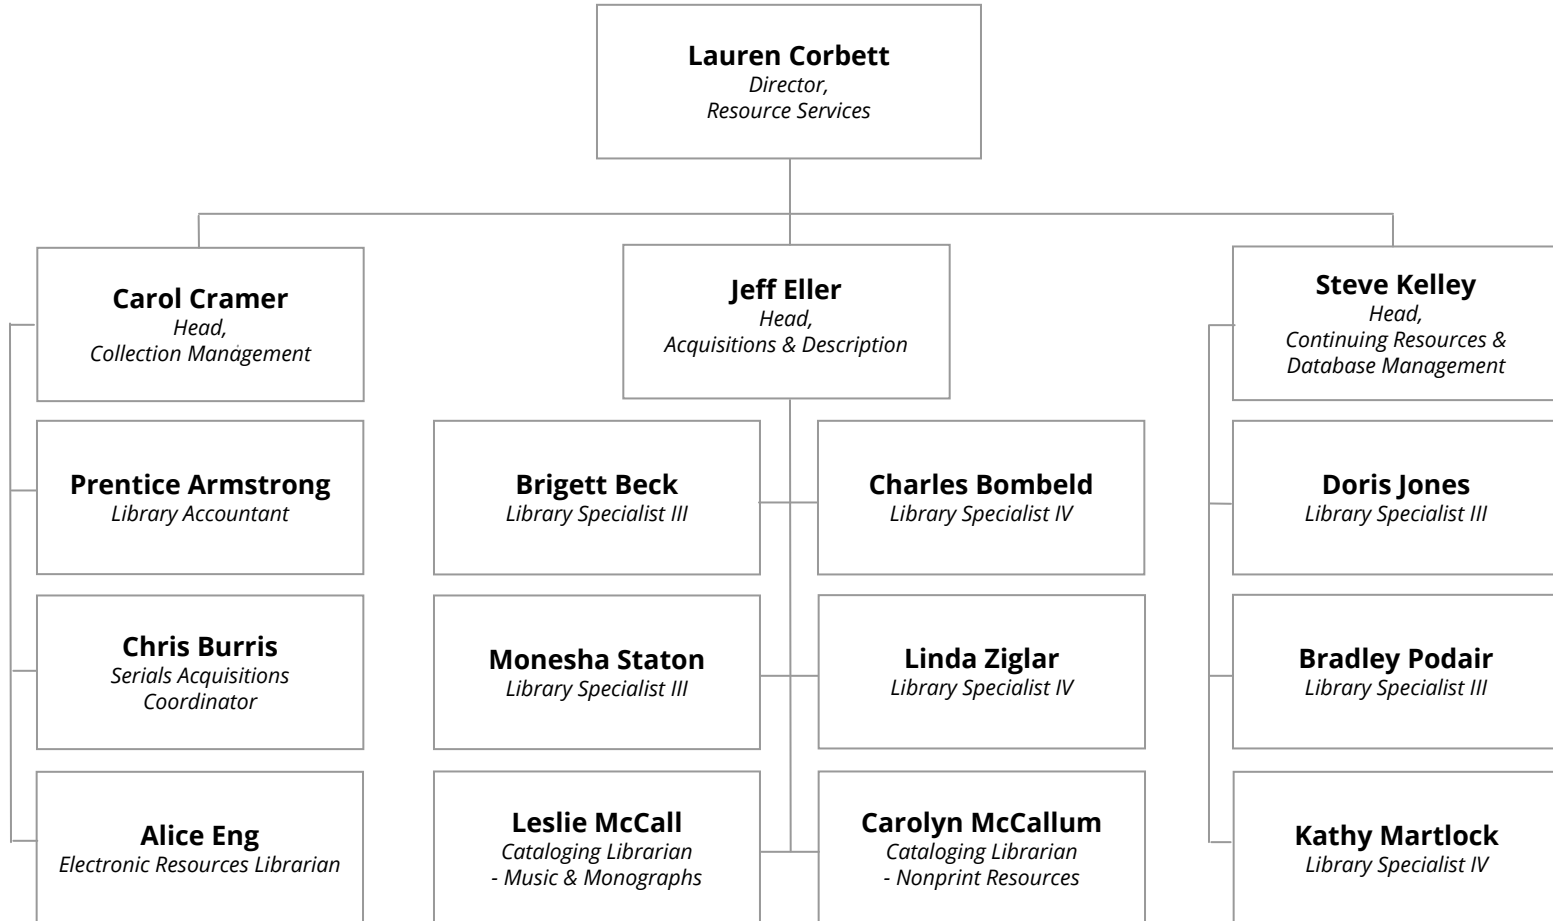 Lauren Corbett
Director,
Resource Services
Carol Cramer
Head,
Collection Management
Jeff Eller
Head,
Acquisitions & Description
Steve Kelley
Head,
Continuing Resources &
Database Management
Prentice Armstrong
Library Accountant
Brigett Beck
Library Specialist III
Charles Bombeld
Library Specialist IV
Doris Jones
Library Specialist III
Chris Burris
Serials Acquisitions
Coordinator
Monesha Staton
Library Specialist III
Linda Ziglar
Library Specialist IV
Bradley Podair
Library Specialist III
Alice Eng
Electronic Resources Librarian
Leslie McCall
Cataloging Librarian
- Music & Monographs
Carolyn McCallum
Cataloging Librarian
- Nonprint Resources
Kathy Martlock
Library Specialist IV